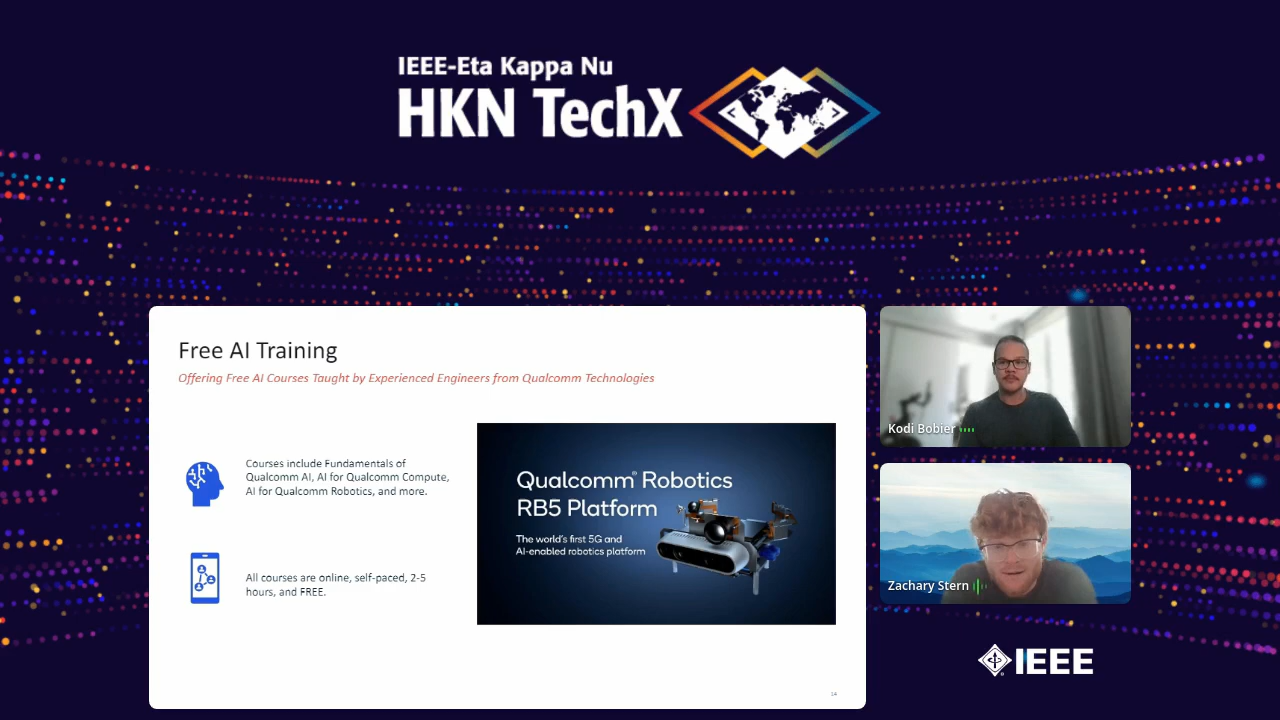 IEEE-Eta Kappa Nu
HKN TechX
Free AI Training
Offering Free AI Courses Taught by Experienced Engineers from Qualcomm Technologies
Courses include Fundamentals of
Qualcomm AI, AI for Qualcomm Compute,
AI for Qualcomm Robotics, and more.
All courses are online, self-paced, 2-5
hours, and FREE.
Qualcomm® Robotics
RB5 Platform
The world's first 5G and
AI-enabled robotics platform
14
Kodi Bobier
Zachary Stern
IEEE